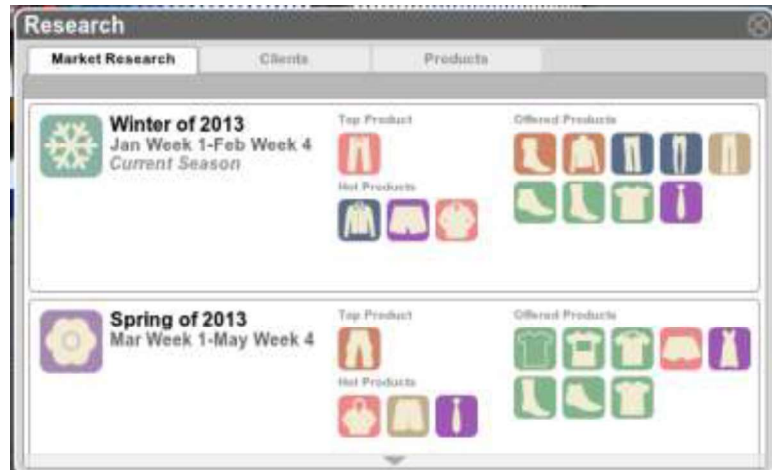 Research
Market Research
Clients
Products
Winter of 2013
Jan Week 1-Feb Week 4
Current Season
Top Product
Hot Products
Offered Products
Spring of 2013
Mar Week 1-May Week 4
Top Product
Hot Products
Offered Products